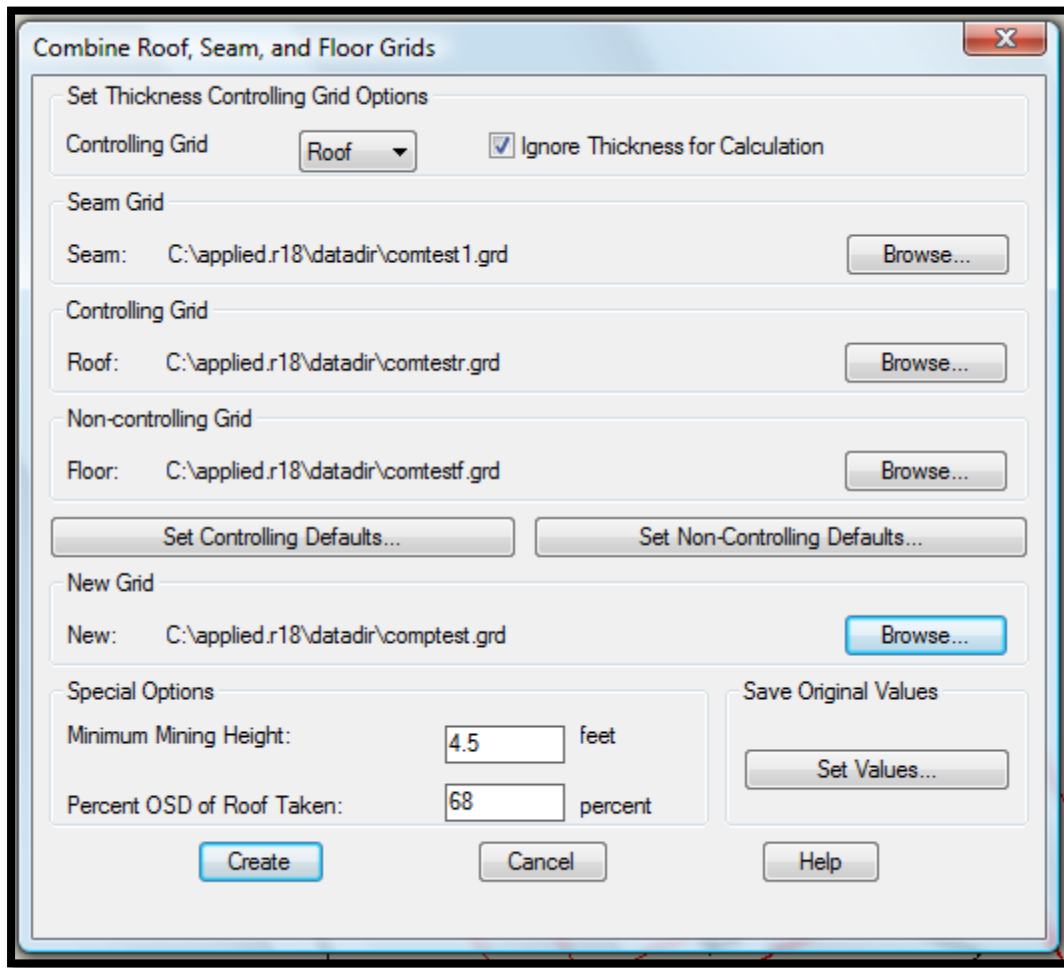 Combine Roof, Seam, and Floor Grids
Set Thickness Controlling Grid Options
Controlling Grid Roof Ignore Thickness for Calculation
Seam Grid
Seam: C:\applied.r18\datadir\comtest1.grd Browse...
Controlling Grid
Roof: C:\applied.r18\datadir\comtestr.grd Browse...
Non-controlling Grid
Floor: C:\applied.r18\datadir\comtestf.grd Browse...
Set Controlling Defaults... Set Non-Controlling Defaults...
New Grid
New: C:\applied.r18\datadir\comptest.grd Browse...
Special Options Save Original Values
Minimum Mining Height: 4.5 feet
Set Values...
Percent OSD of Roof Taken: 68 percent
Create Cancel Help